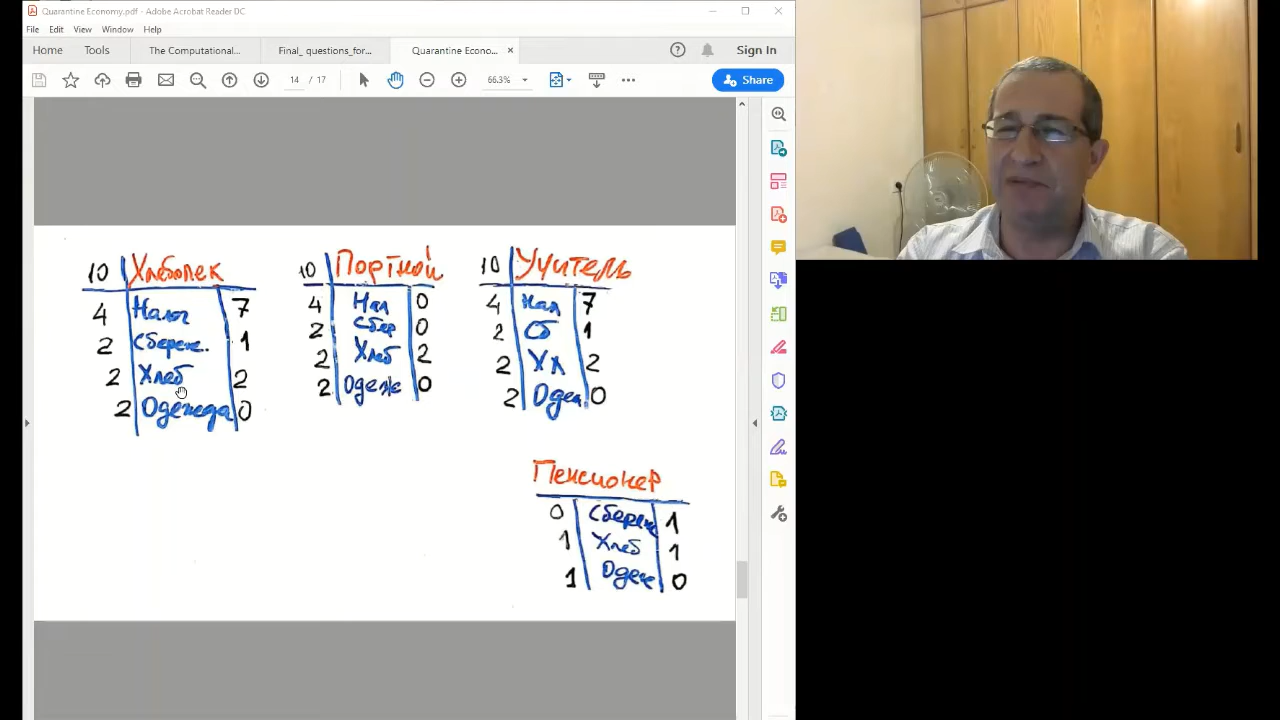 Quarantine Economy.pdf - Adobe Acrobat Reader DC
File Edit View Window Help
Home Tools The Computational... Final_ questions_for... Quarantine Econo... × Sign In
14 / 17 66.3% Share
10 Хлебопек
4 Налог 7
2 Сбереж. 1
2 Хлеб 2
2 Одежда 0
10 Портной
4 Нал 0
2 Сбер 0
2 Хлеб 2
2 Одеж 0
10 Учитель
4 Нал 7
2 Сб 1
2 Хл 2
2 Одеж 0
Пенсионер
0 Сбереж 1
1 Хлеб 1
1 Одеж 0